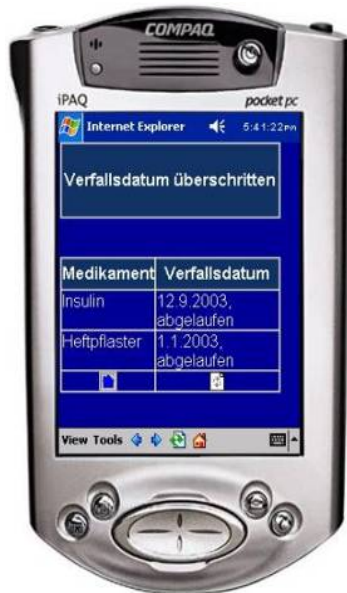 COMPAQ
iPAQ
pocket pc
Internet Explorer 5:41:22PM
Verfallsdatum überschritten
Medikament Verfallsdatum
Insulin 12.9.2003,
abgelaufen
Heftpflaster 1.1.2003,
abgelaufen
View Tools